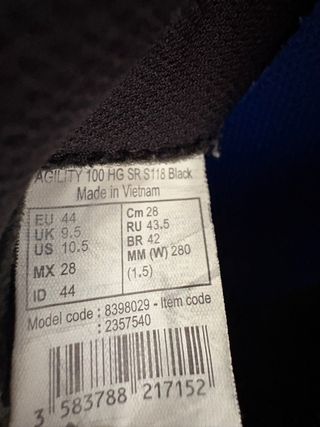 AGILITY 100 HG SR S118 Black
Made in Vietnam
EU 44
UK 9.5
US 10.5
MX 28
ID 44
Cm 28
RU 43.5
BR 42
MM (W) 280
(1.5)
Model code : 8398029 - Item code
: 2357540
3 583788 217152